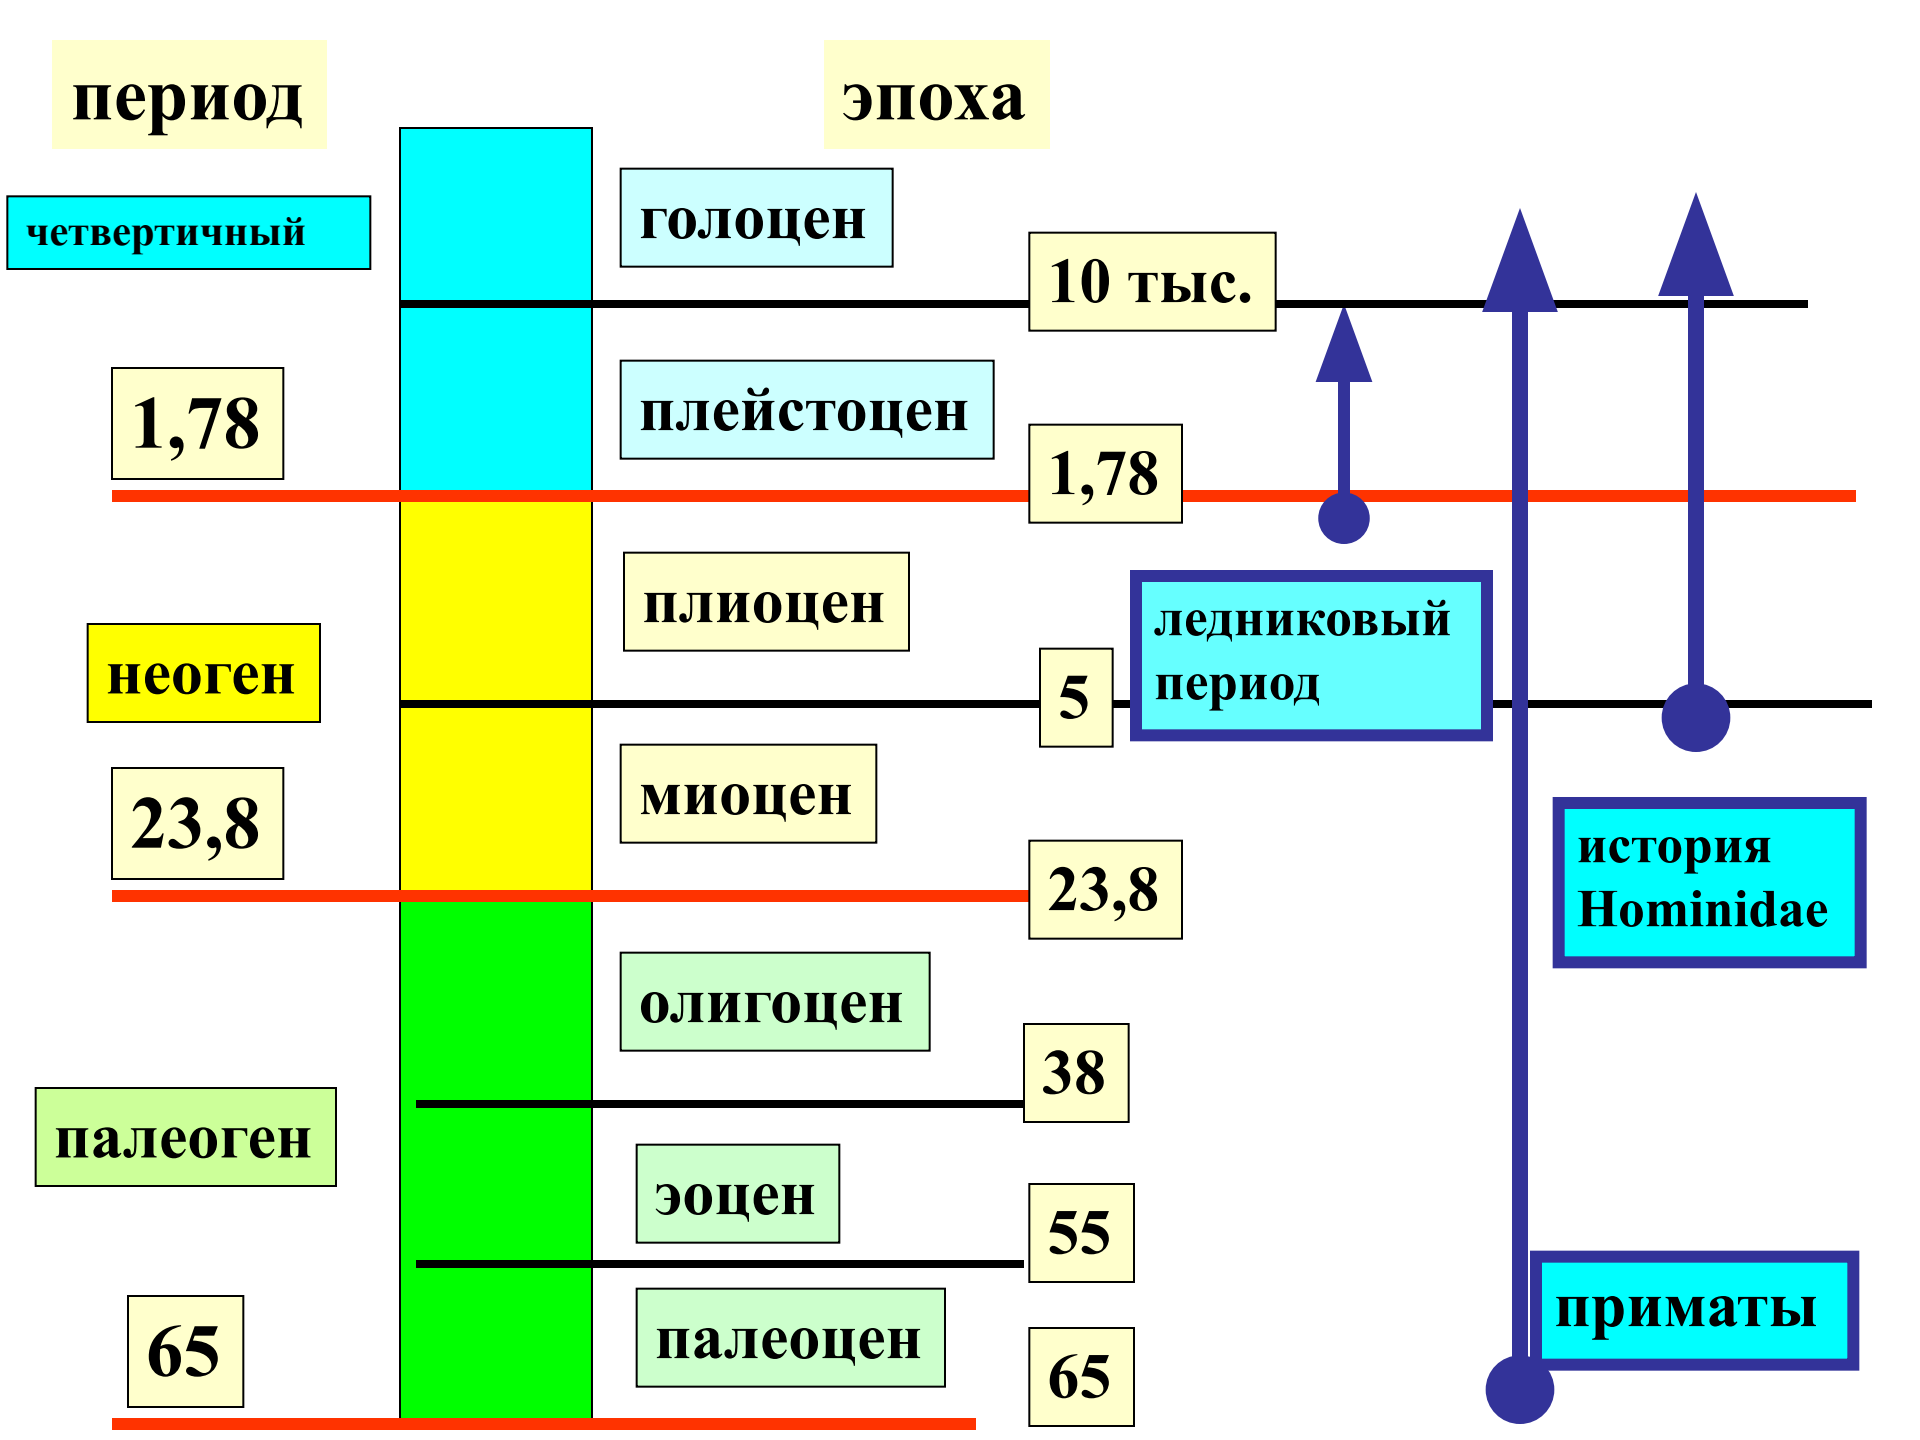 период
эпоха
четвертичный
голоцен
10 тыс.
1,78
плейстоцен
1,78
плиоцен
ледниковый
период
неоген
5
миоцен
23,8
23,8
история
Hominidae
олигоцен
38
палеоген
эоцен
55
приматы
палеоцен
65
65